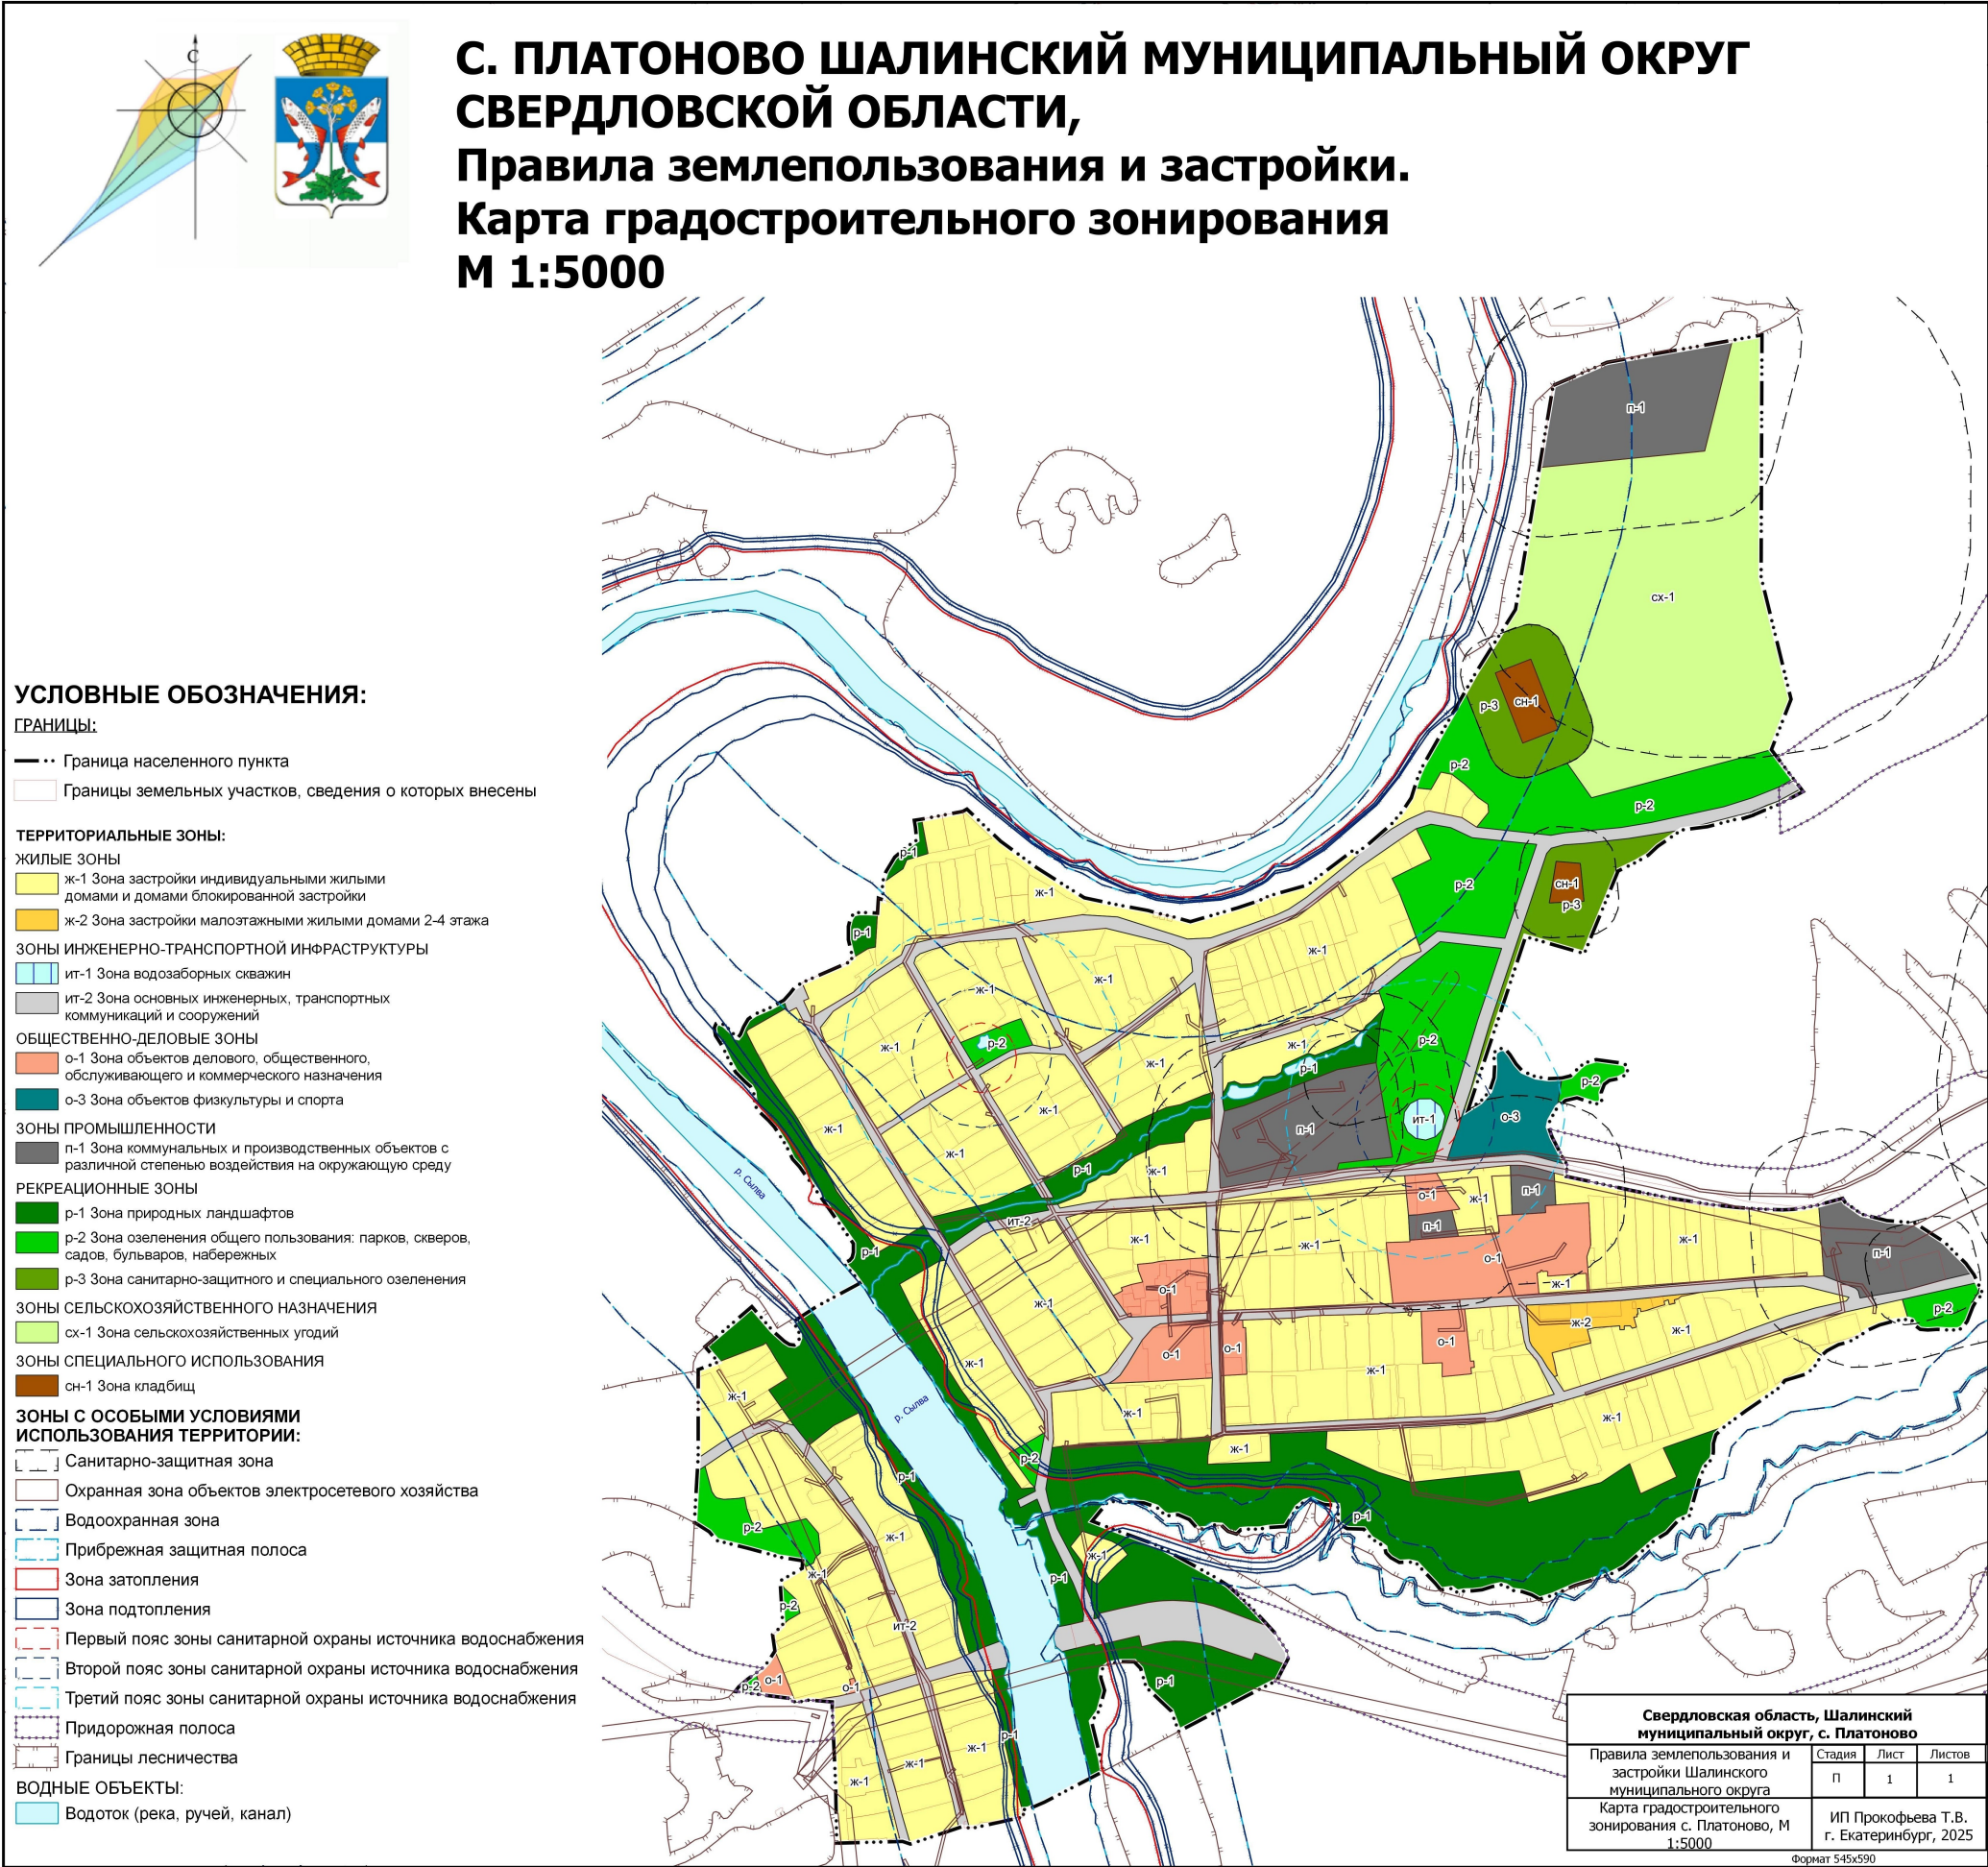 С
С. ПЛАТОНОВО ШАЛИНСКИЙ МУНИЦИПАЛЬНЫЙ ОКРУГ
СВЕРДЛОВСКОЙ ОБЛАСТИ,
Правила землепользования и застройки.
Карта градостроительного зонирования
М 1:5000
УСЛОВНЫЕ ОБОЗНАЧЕНИЯ:
ГРАНИЦЫ:
Граница населенного пункта
Границы земельных участков, сведения о которых внесены
ТЕРРИТОРИАЛЬНЫЕ ЗОНЫ:
ЖИЛЫЕ ЗОНЫ
ж-1 Зона застройки индивидуальными жилыми
домами и домами блокированной застройки
ж-2 Зона застройки малоэтажными жилыми домами 2-4 этажа
ЗОНЫ ИНЖЕНЕРНО-ТРАНСПОРТНОЙ ИНФРАСТРУКТУРЫ
ит-1 Зона водозаборных скважин
ит-2 Зона основных инженерных, транспортных
коммуникаций и сооружений
ОБЩЕСТВЕННО-ДЕЛОВЫЕ ЗОНЫ
о-1 Зона объектов делового, общественного,
обслуживающего и коммерческого назначения
о-3 Зона объектов физкультуры и спорта
ЗОНЫ ПРОМЫШЛЕННОСТИ
п-1 Зона коммунальных и производственных объектов с
различной степенью воздействия на окружающую среду
РЕКРЕАЦИОННЫЕ ЗОНЫ
р-1 Зона природных ландшафтов
р-2 Зона озеленения общего пользования: парков, скверов,
садов, бульваров, набережных
р-3 Зона санитарно-защитного и специального озеленения
ЗОНЫ СЕЛЬСКОХОЗЯЙСТВЕННОГО НАЗНАЧЕНИЯ
сх-1 Зона сельскохозяйственных угодий
ЗОНЫ СПЕЦИАЛЬНОГО ИСПОЛЬЗОВАНИЯ
сн-1 Зона кладбищ
ЗОНЫ С ОСОБЫМИ УСЛОВИЯМИ
ИСПОЛЬЗОВАНИЯ ТЕРРИТОРИИ:
Санитарно-защитная зона
Охранная зона объектов электросетевого хозяйства
Водоохранная зона
Прибрежная защитная полоса
Зона затопления
Зона подтопления
Первый пояс зоны санитарной охраны источника водоснабжения
Второй пояс зоны санитарной охраны источника водоснабжения
Третий пояс зоны санитарной охраны источника водоснабжения
Придорожная полоса
Границы лесничества
ВОДНЫЕ ОБЪЕКТЫ:
Водоток (река, ручей, канал)
п-1
сх-1
сн-1
р-3
р-2
р-2
р-1
ж-1
р-2
сн-1
р-3
р-1
ж-1
ж-1
ж-1
р-2
р-2
ж-1
ж-1
ж-1
р-1
р-2
ж-1
ит-1
о-3
ж-1
п-1
ж-1
р-1
ж-1
р. Сылва
о-1
ж-1
п-1
ит-2
п-1
ж-1
ж-1
ж-1
р-1
п-1
о-1
ж-1
о-1
ж-1
р-2
ж-2
ж-1
о-1
о-1
о-1
ж-1
ж-1
ж-1
р. Сылва
ж-1
ж-1
ж-1
р-2
р-1
р-1
р-2
ж-1
ж-1
ж-1
р-1
р-2
ит-2
о-1
р-2
о-1
р-1
р-1
ж-1
ж-1
ж-1
Свердловская область, Шалинский
муниципальный округ, с. Платоново
Правила землепользования и
застройки Шалинского
муниципального округа
Стадия
Лист
Листов
П
1
1
Карта градостроительного
зонирования с. Платоново, М
1:5000
ИП Прокофьева Т.В.
г. Екатеринбург, 2025
Формат 545x590